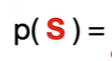 p( S ) =